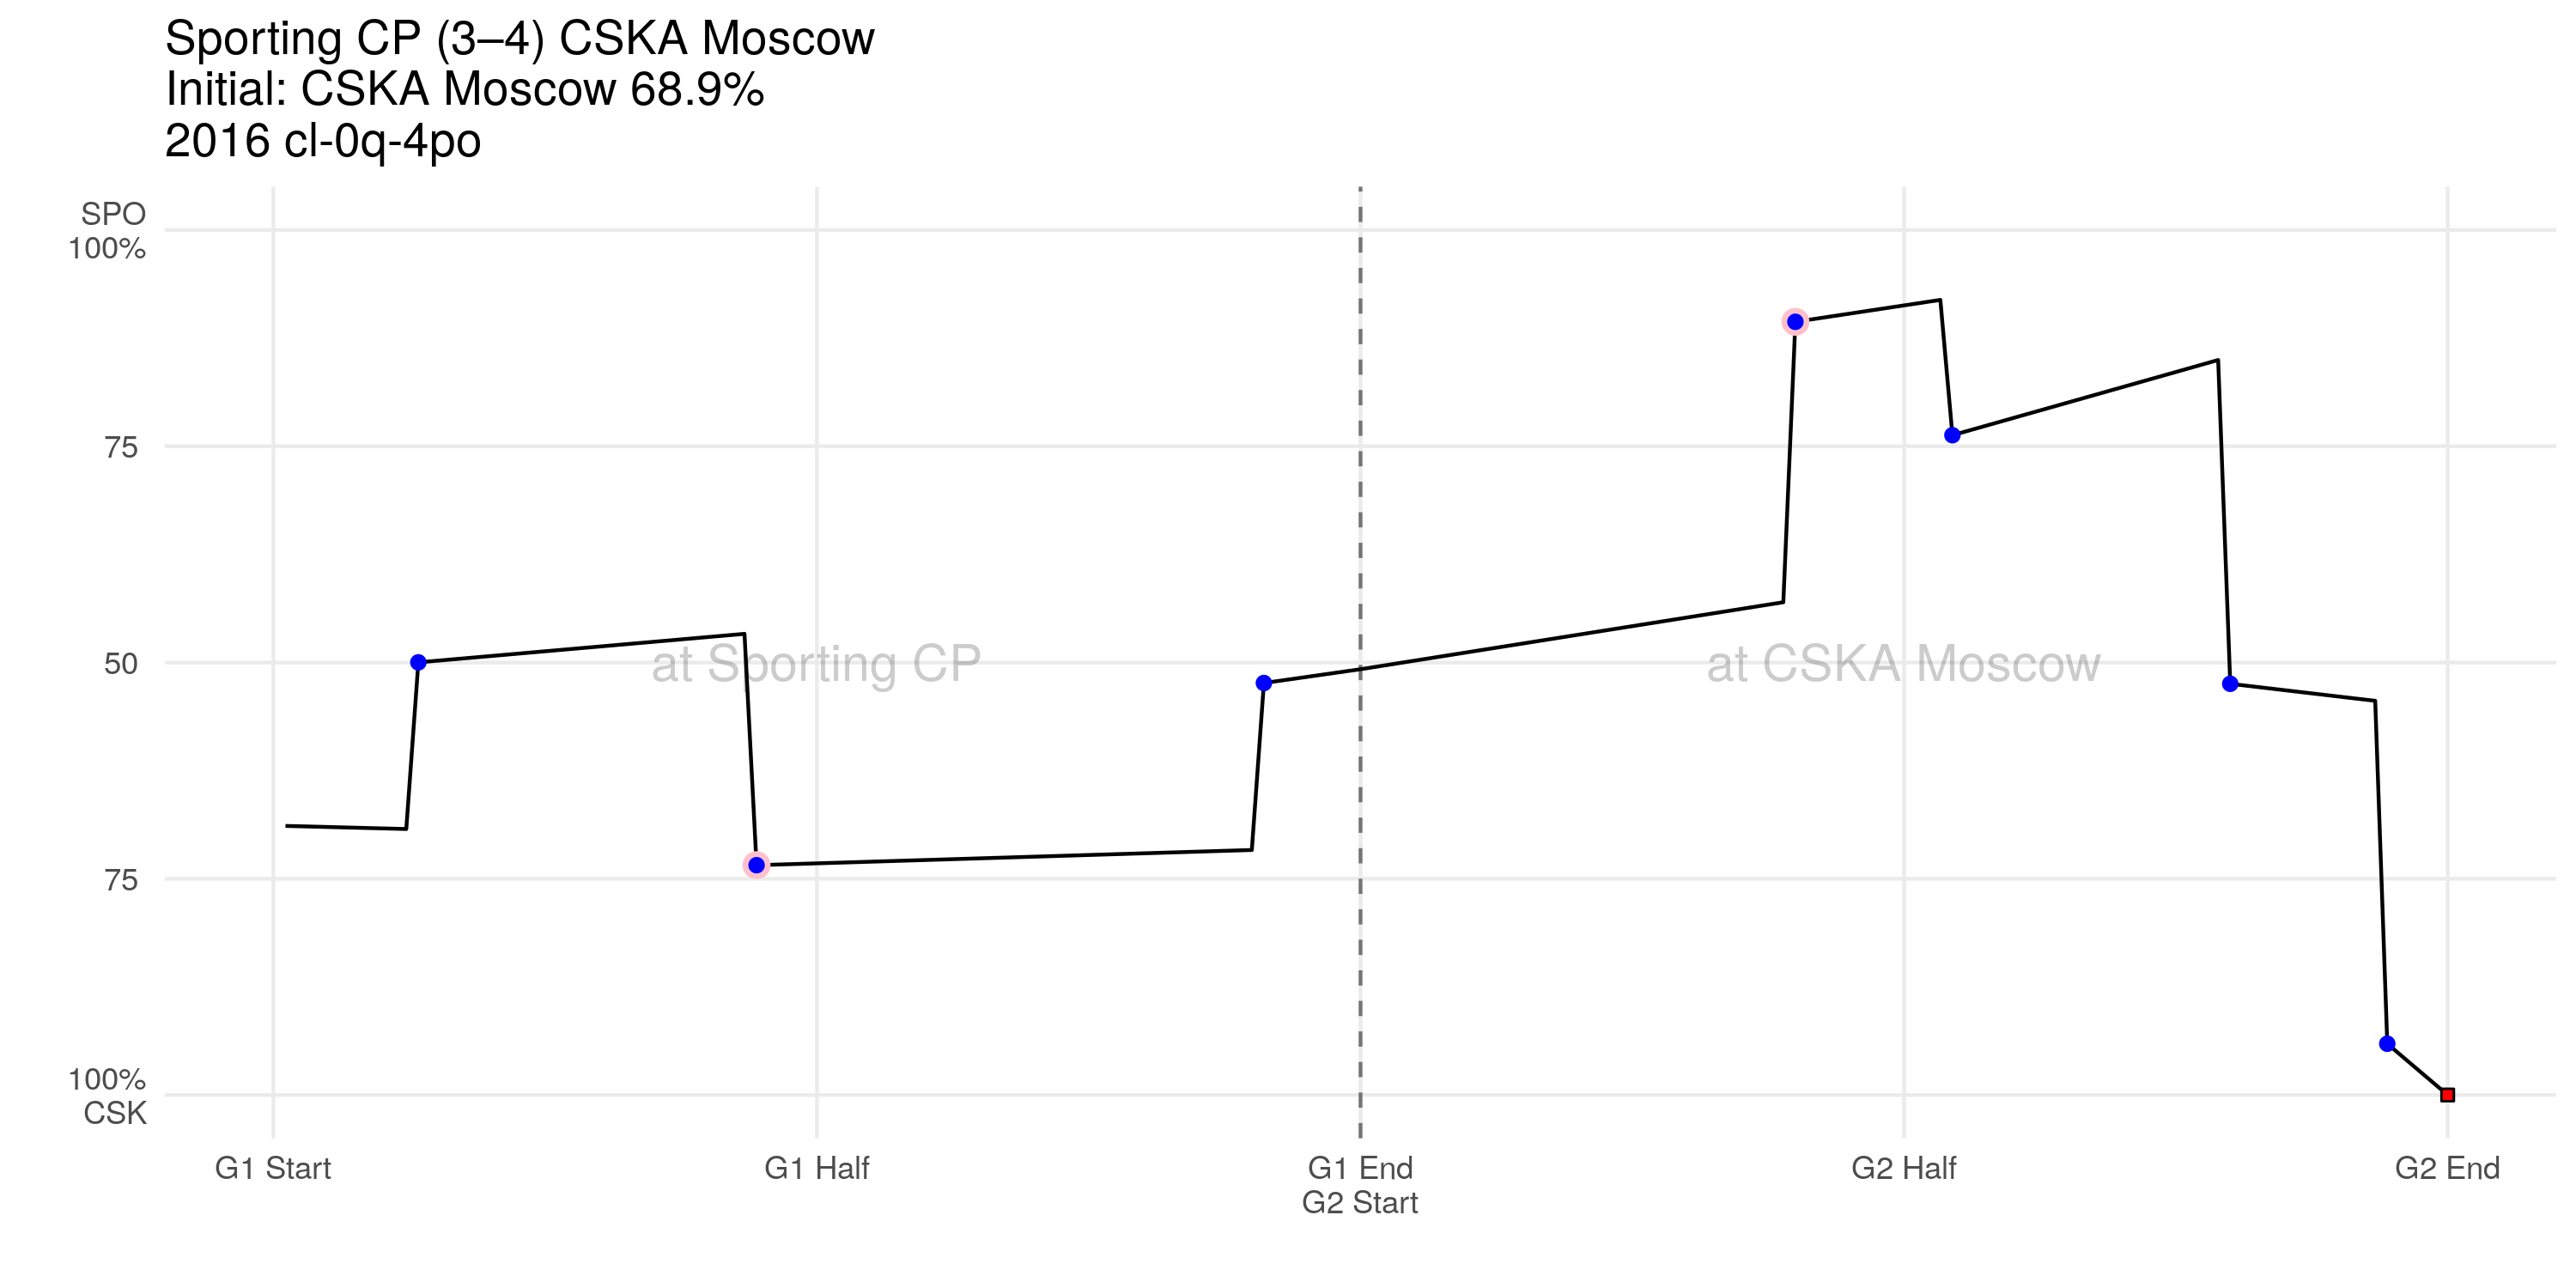 Sporting CP (3–4) CSKA Moscow
Initial: CSKA Moscow 68.9%
2016 cl-0q-4po
SPO
100%
75
50
75
100%
CSK
at Sporting CP
at CSKA Moscow
G1 Start
G1 Half
G1 End
G2 Start
G2 Half
G2 End